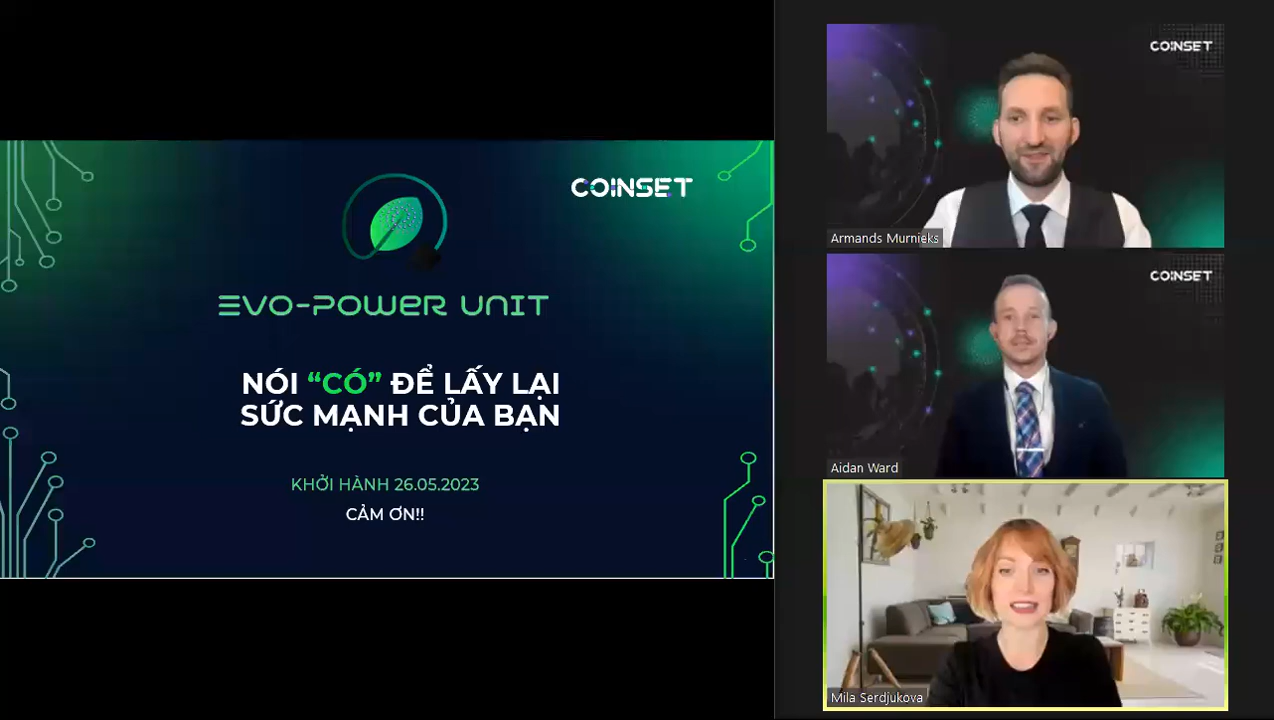 COINSET
EVO-POWER UNIT
NÓI “CÓ” ĐỂ LẤY LẠI
SỨC MẠNH CỦA BẠN
KHỞI HÀNH 26.05.2023
CẢM ƠN!!
COINSET
Armands Murnieks
COINSET
Aidan Ward
Mila Serdjukova